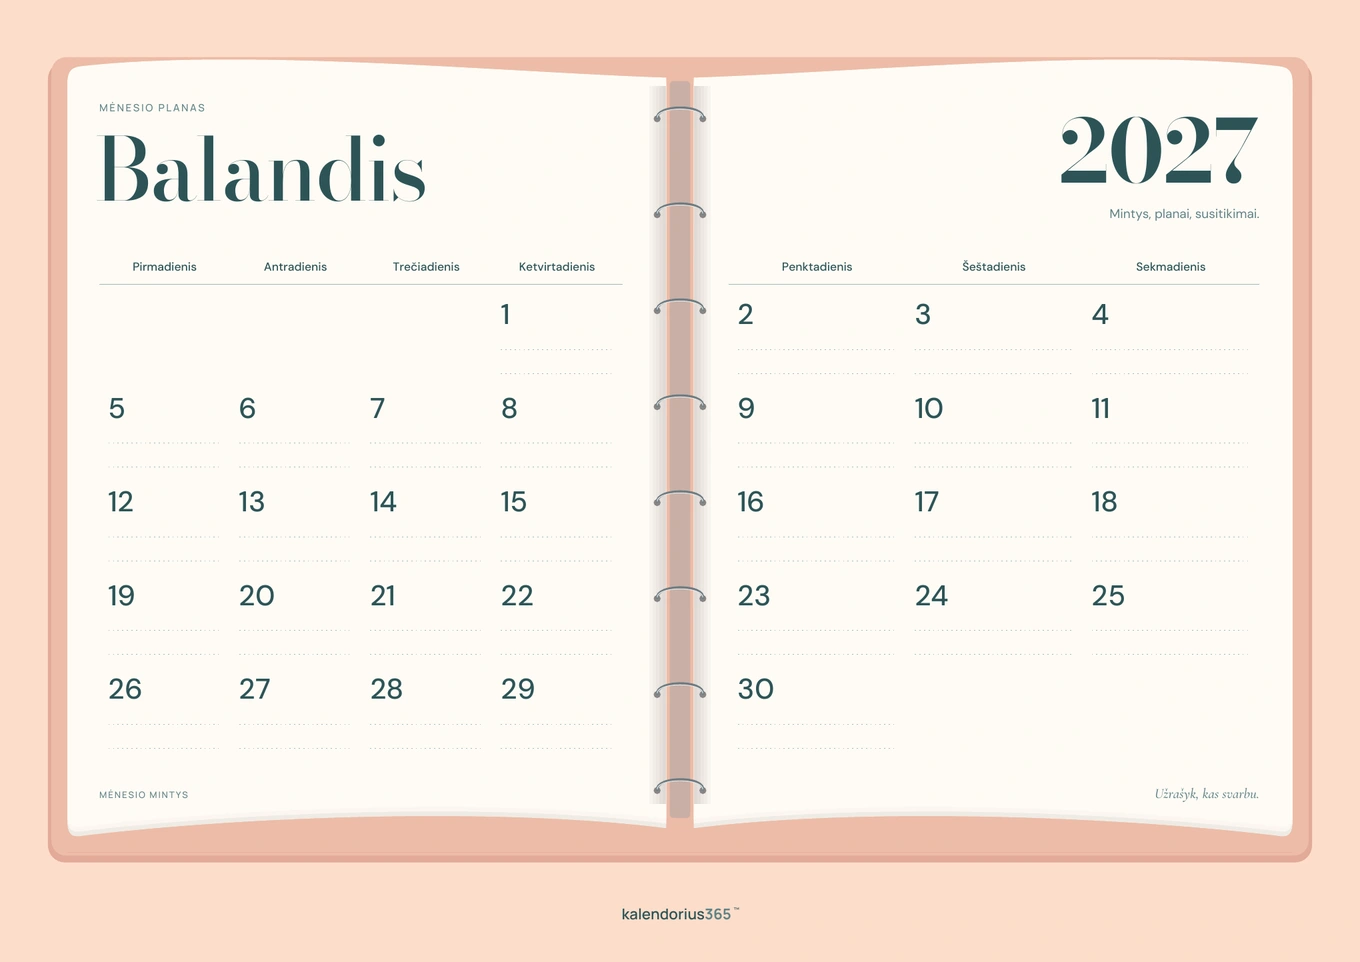 MĖNESIO PLANAS
Balandis
2027
Mintys, planai, susitikimai.
Pirmadienis Antradienis Trečiadienis Ketvirtadienis Penktadienis Šeštadienis Sekmadienis
1 2 3 4
5 6 7 8 9 10 11
12 13 14 15 16 17 18
19 20 21 22 23 24 25
26 27 28 29 30
MĖNESIO MINTYS
Užrašyk, kas svarbu.
kalendorius365™